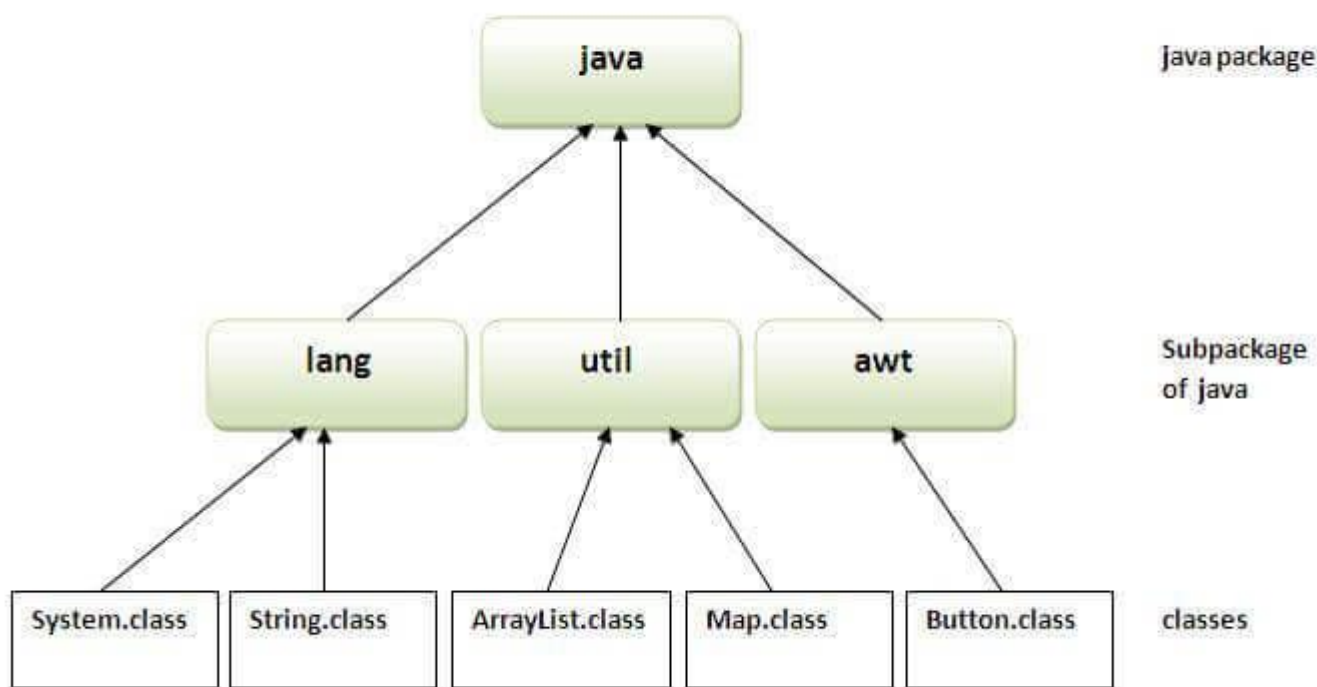 java
java package
lang
util
awt
Subpackage
of java
System.class
String.class
ArrayList.class
Map.class
Button.class
classes